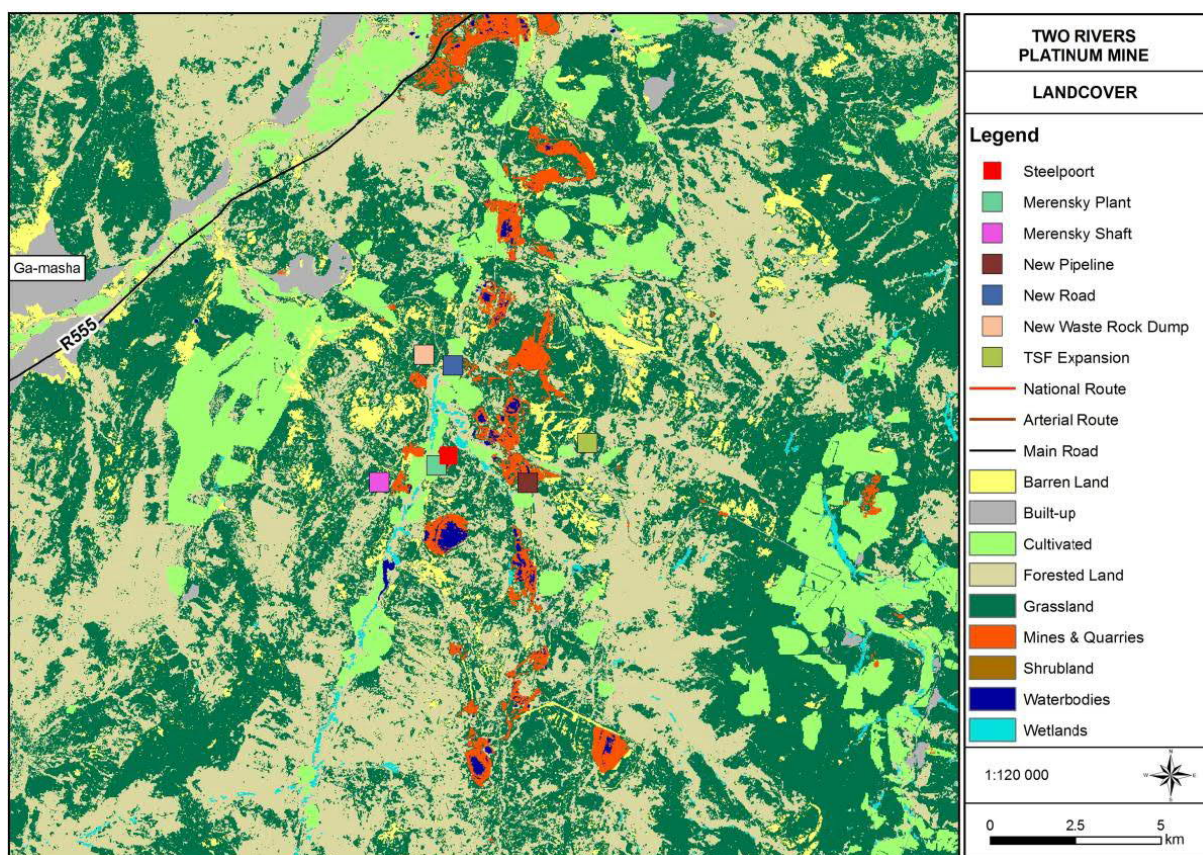 TWO RIVERS
PLATINUM MINE
LANDCOVER
Legend
Steelpoort
Merensky Plant
Merensky Shaft
New Pipeline
New Road
New Waste Rock Dump
TSF Expansion
National Route
Arterial Route
Main Road
Barren Land
Built-up
Cultivated
Forested Land
Grassland
Mines & Quarries
Shrubland
Waterbodies
Wetlands
1:120 000
N
W
E
S
0 2.5 5
km
Ga-masha
R555